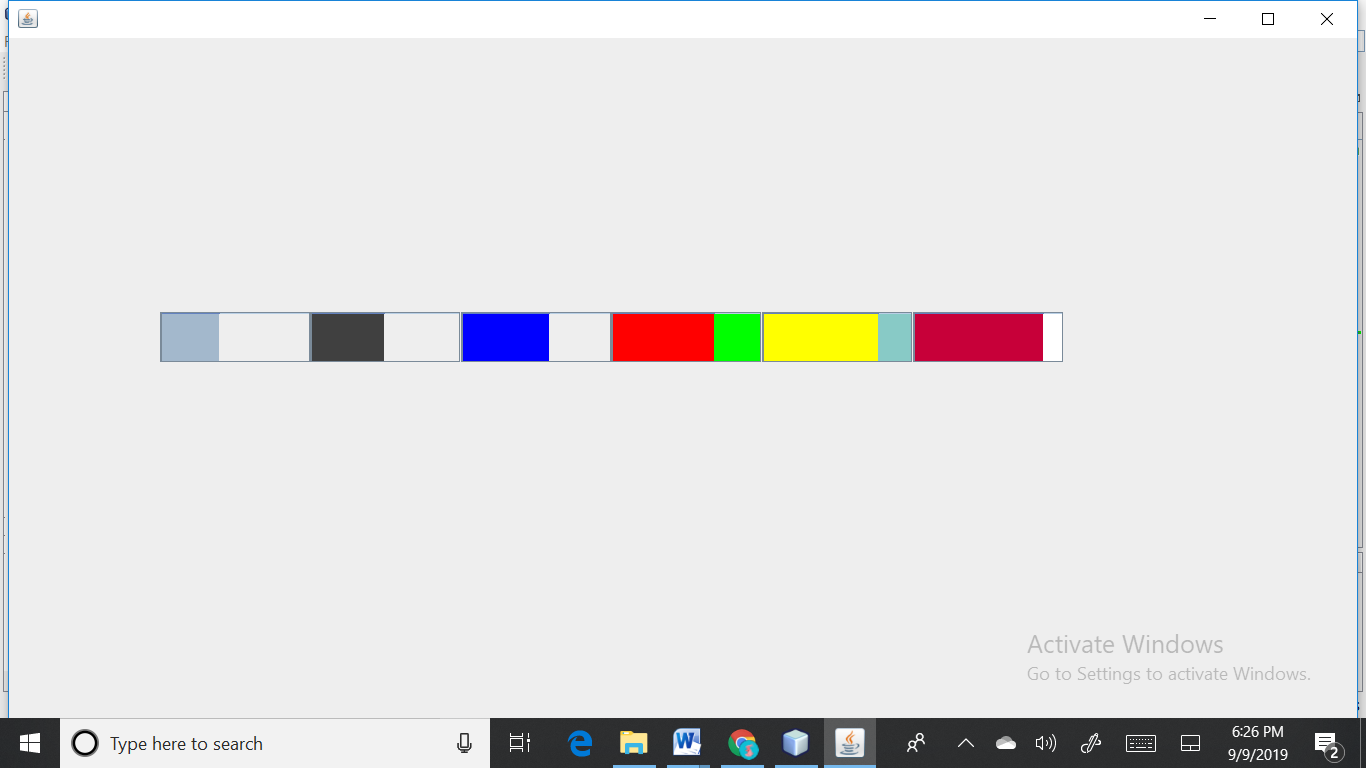 Activate Windows
Go to Settings to activate Windows.
Type here to search
6:26 PM
9/9/2019
2